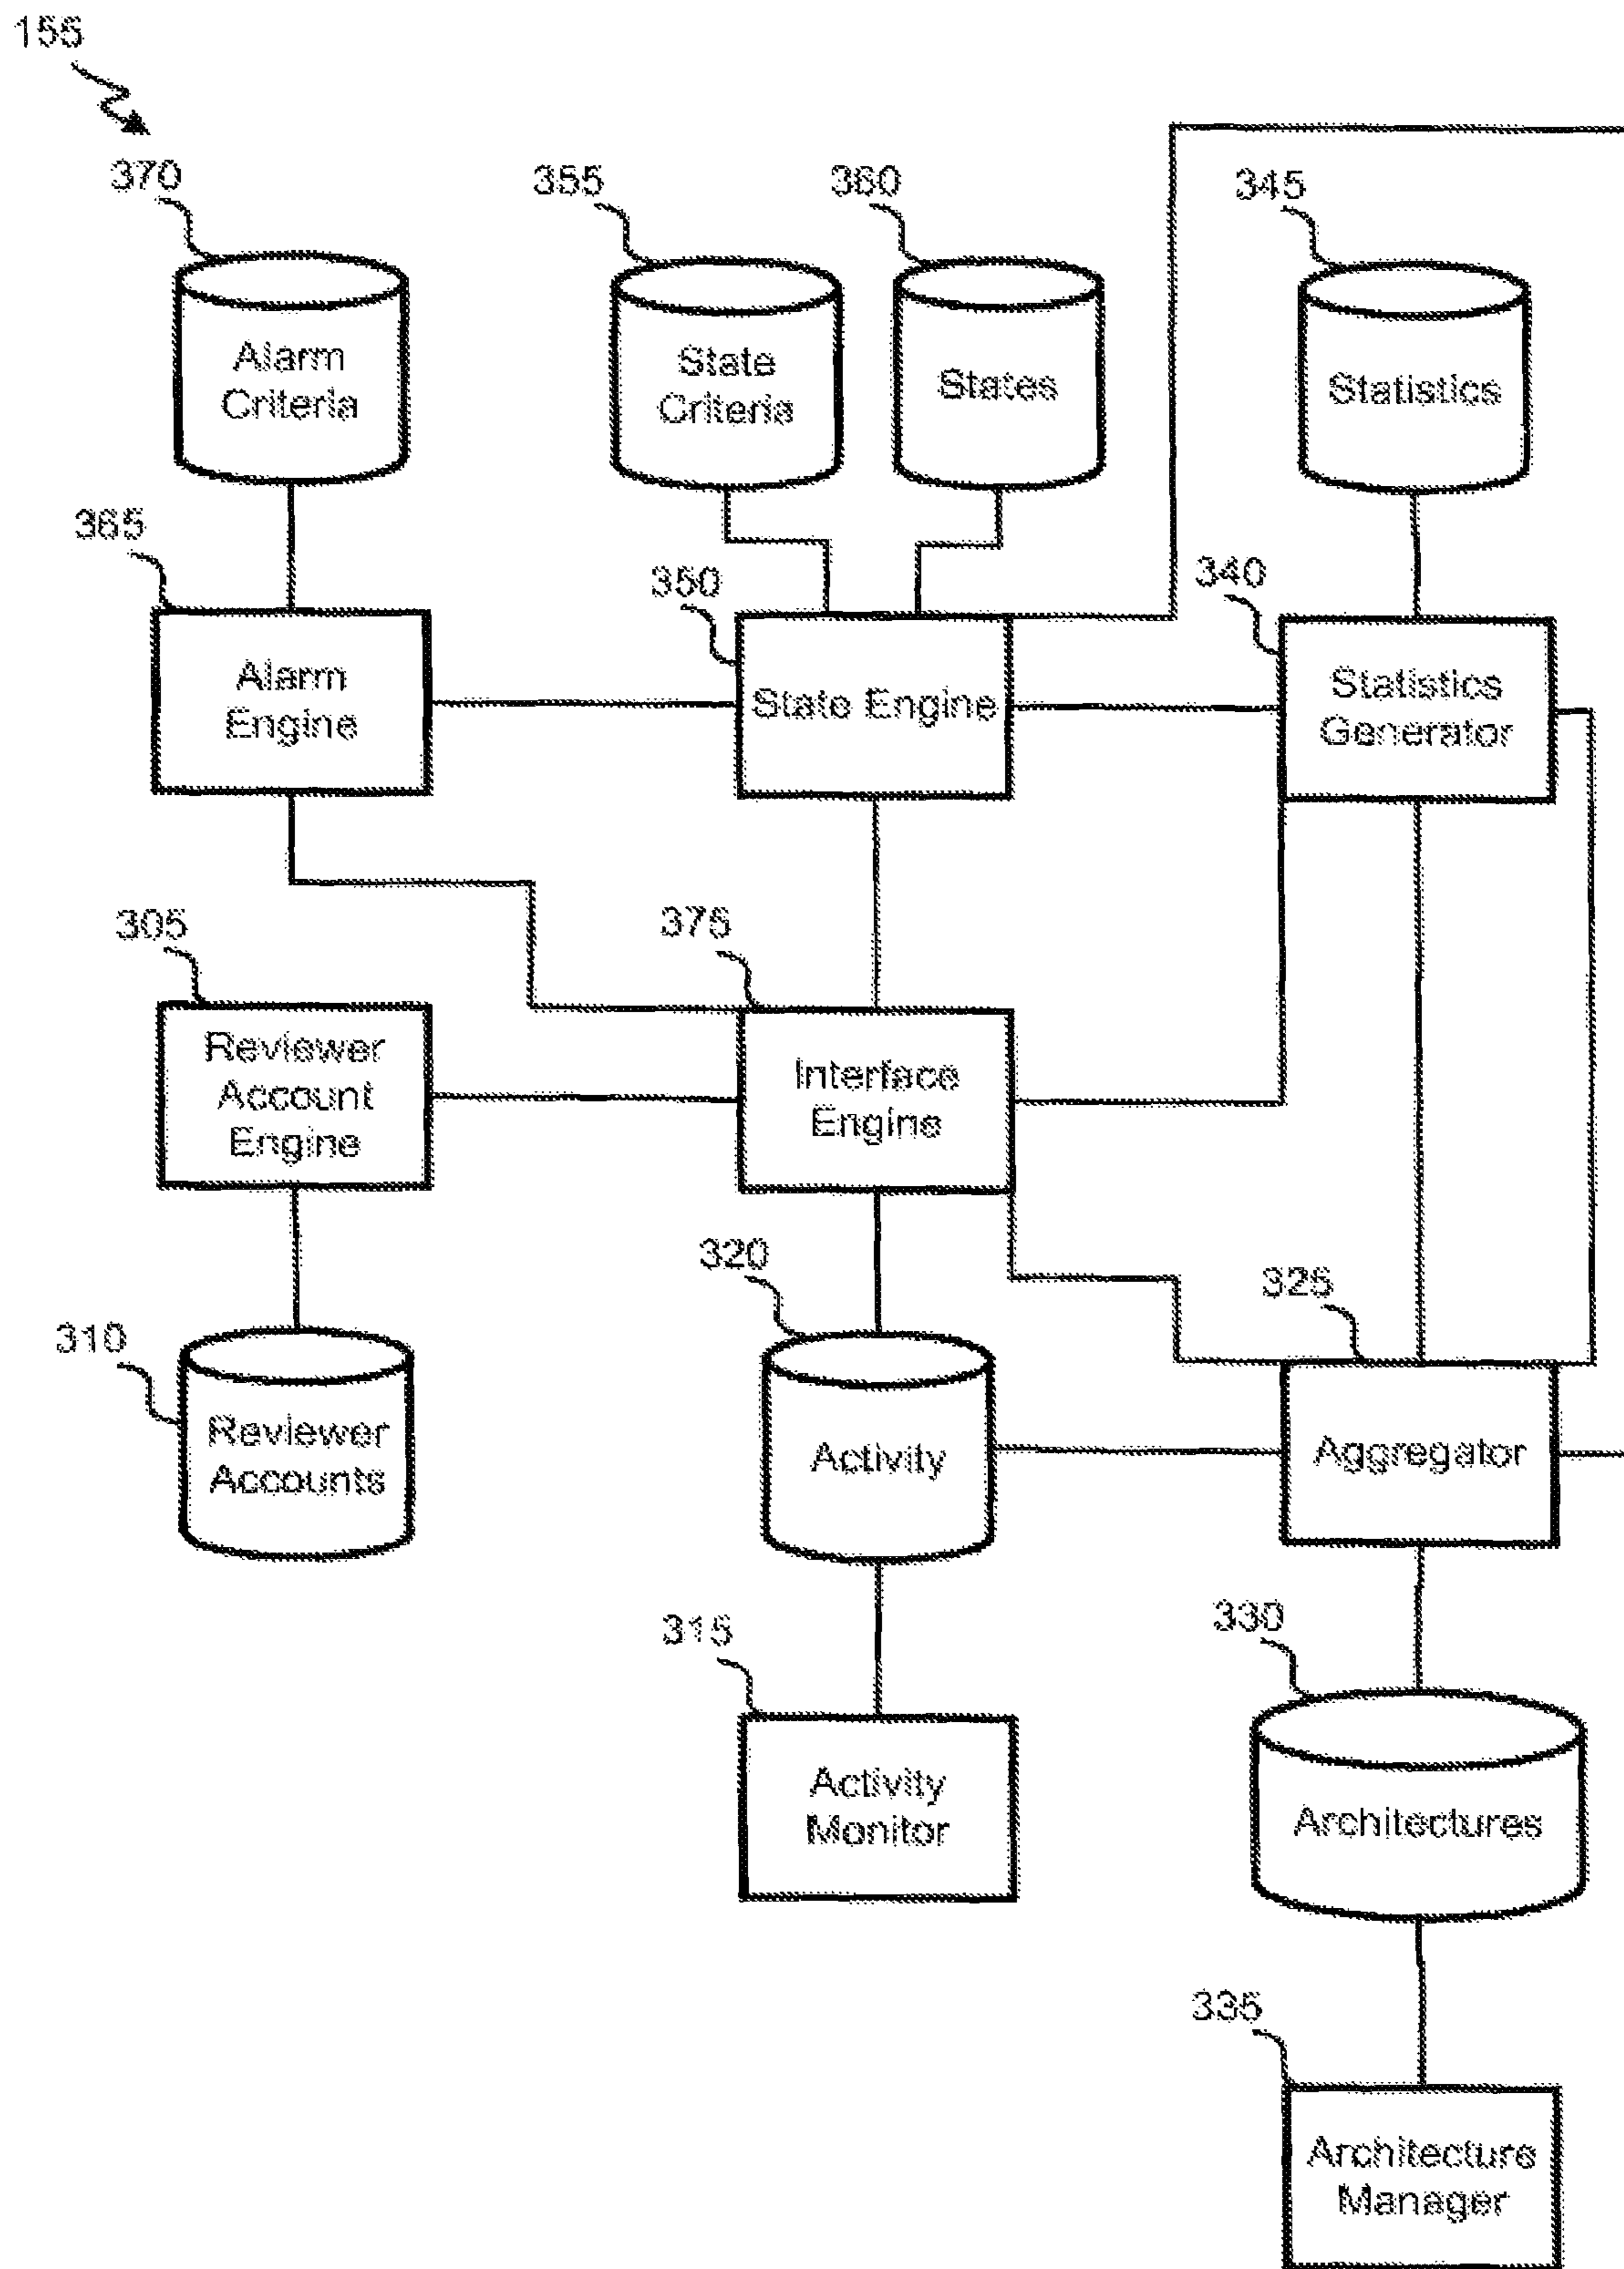 155
370
355
360
345
Alarm
Criteria
State
Criteria
States
Statistics
365
350
340
Alarm
Engine
State Engine
Statistics
Generator
305
375
Reviewer
Account
Engine
Interface
Engine
320
325
310
Reviewer
Accounts
Activity
Aggregator
315
330
Activity
Monitor
Architectures
335
Architecture
Manager